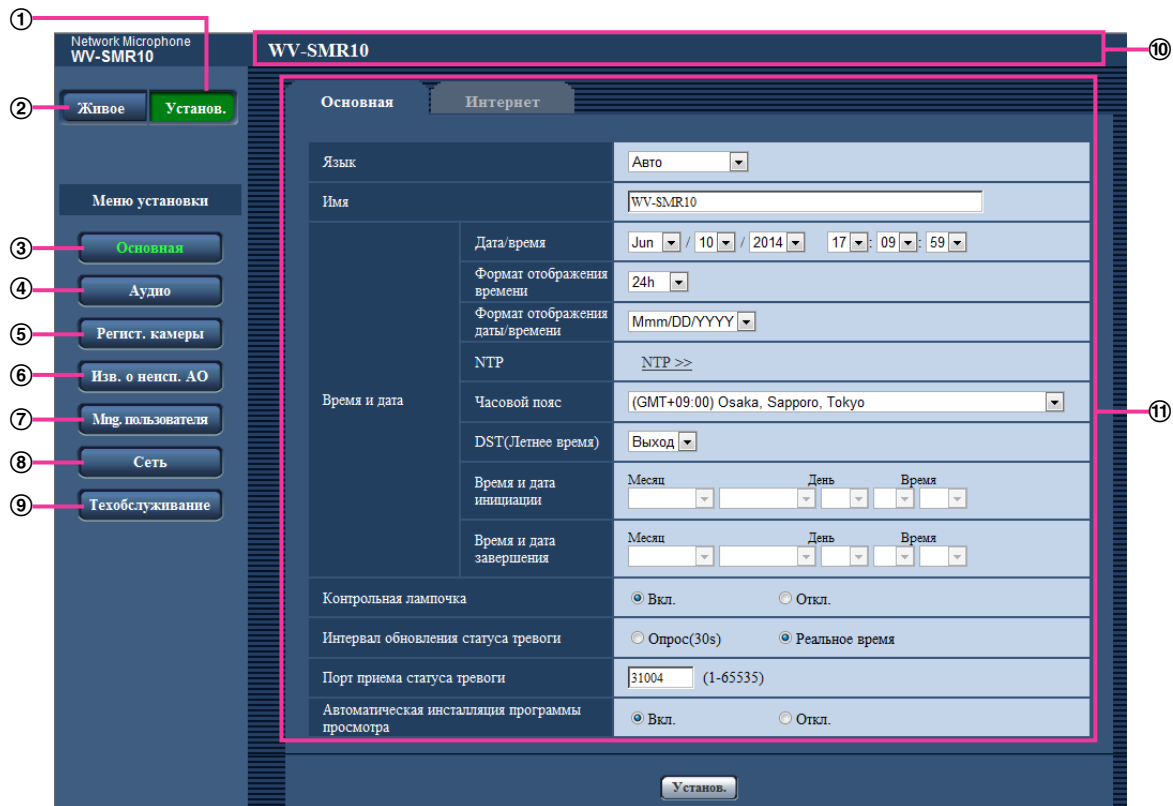 ①
Network Microphone
WV-SMR10
WV-SMR10
⑩
②
Живое
Установ.
Основная
Интернет
Язык
Авто
Имя
WV-SMR10
Меню установки
③
Основная
④
Аудио
⑤
Регист. камеры
⑥
Изв. о неисп. АО
⑦
Mng. пользователя
⑧
Сеть
⑨
Техобслуживание
Время и дата
Дата/время
Jun / 10 / 2014 17 : 09 : 59
Формат отображения
времени
24h
Формат отображения
даты/времени
Mmm/DD/YYYY
NTP
NTP >>
Часовой пояс
(GMT+09:00) Osaka, Sapporo, Tokyo
⑪
DST(Летнее время)
Выход
Время и дата
инициации
Месяц День Время
Время и дата
завершения
Месяц День Время
Контрольная лампочка
Вкл. Откл.
Интервал обновления статуса тревоги
Опрос(30s) Реальное время
Порт приема статуса тревоги
31004 (1-65535)
Автоматическая инсталляция программы
просмотра
Вкл. Откл.
Установ.